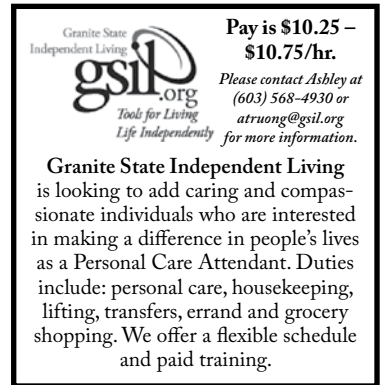 Granite State
Independent Living
gsil
.org
Tools for Living
Life Independently
Pay is $10.25 –
$10.75/hr.
Please contact Ashley at
(603) 568-4930 or
atruong@gsil.org
for more information.
Granite State Independent Living
is looking to add caring and compas-
sionate individuals who are interested
in making a difference in people’s lives
as a Personal Care Attendant. Duties
include: personal care, housekeeping,
lifting, transfers, errand and grocery
shopping. We offer a flexible schedule
and paid training.